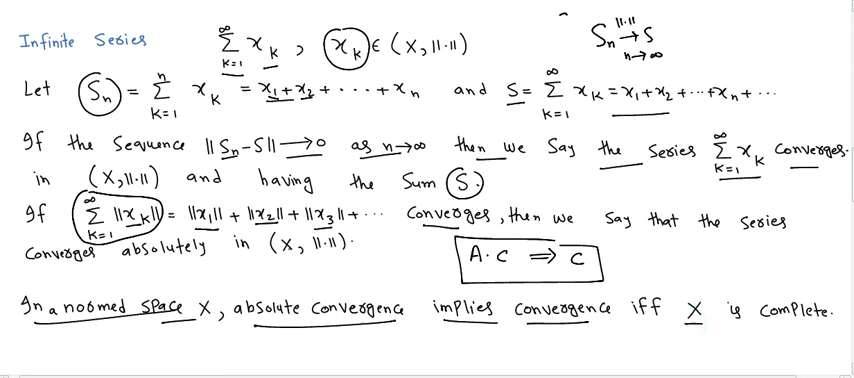 Infinite Series ∑_{k=1}^{∞} x_k , x_k ∈ (X, ||·||) S_n →^{||·||}_{n→∞} S
Let S_n = ∑_{k=1}^{n} x_k = x_1 + x_2 + · · · · + x_n and S = ∑_{k=1}^{∞} x_k = x_1 + x_2 + ··· + x_n + ···
If the Sequence ||S_n - S|| → 0 as n→∞ then we Say the Series ∑_{k=1}^{∞} x_k Converges.
in (X, ||·||) and having the Sum S.
If ∑_{k=1}^{∞} ||x_k|| = ||x_1|| + ||x_2|| + ||x_3|| + ··· Converges, then we say that the series
Converges absolutely in (X, ||·||).
A·C ⟹ C
In a normed space X, absolute convergence implies convergence iff X is complete.